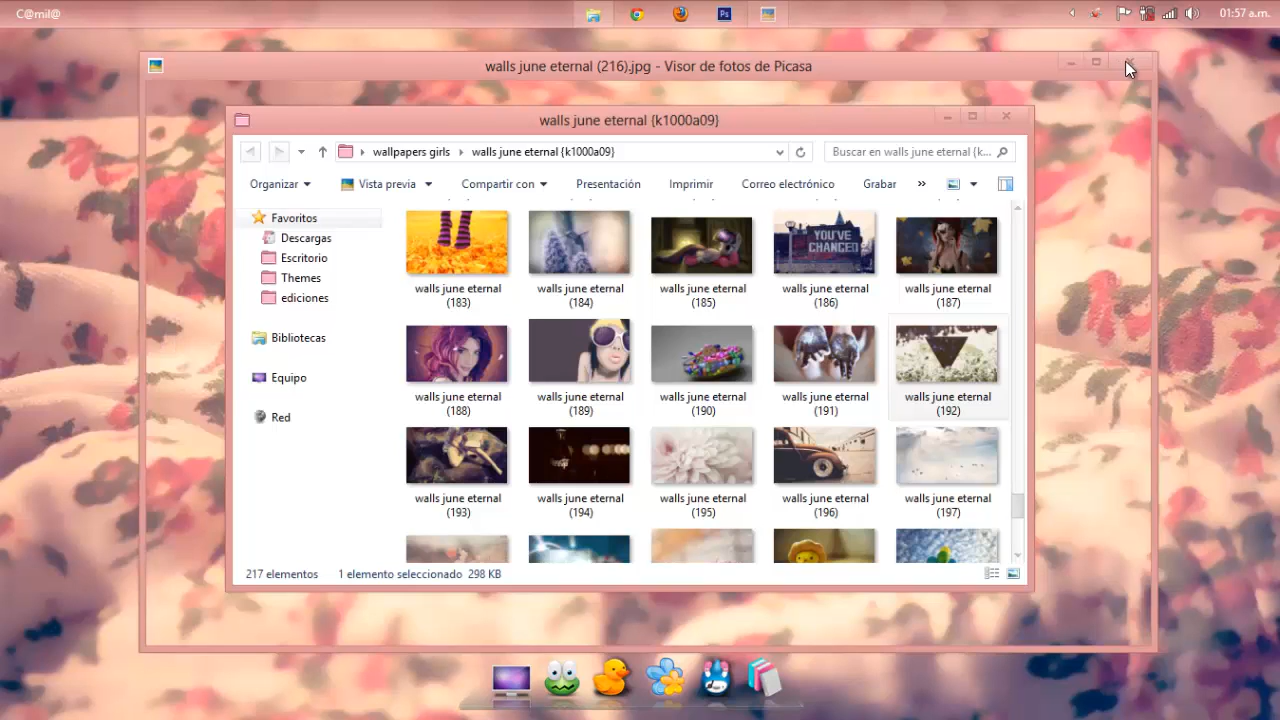 C@mil@
01:57 a.m.
walls june eternal (216).jpg - Visor de fotos de Picasa
walls june eternal {k1000a09}
wallpapers girls
walls june eternal {k1000a09}
Buscar en walls june eternal {k...
Organizar
Vista previa
Compartir con
Presentación
Imprimir
Correo electrónico
Grabar
»
Favoritos
Descargas
Escritorio
Themes
ediciones
Bibliotecas
Equipo
Red
YOU'VE
CHANGED
walls june eternal
(183)
walls june eternal
(184)
walls june eternal
(185)
walls june eternal
(186)
walls june eternal
(187)
walls june eternal
(188)
walls june eternal
(189)
walls june eternal
(190)
walls june eternal
(191)
walls june eternal
(192)
walls june eternal
(193)
walls june eternal
(194)
walls june eternal
(195)
walls june eternal
(196)
walls june eternal
(197)
217 elementos
1 elemento seleccionado 298 KB
Ps